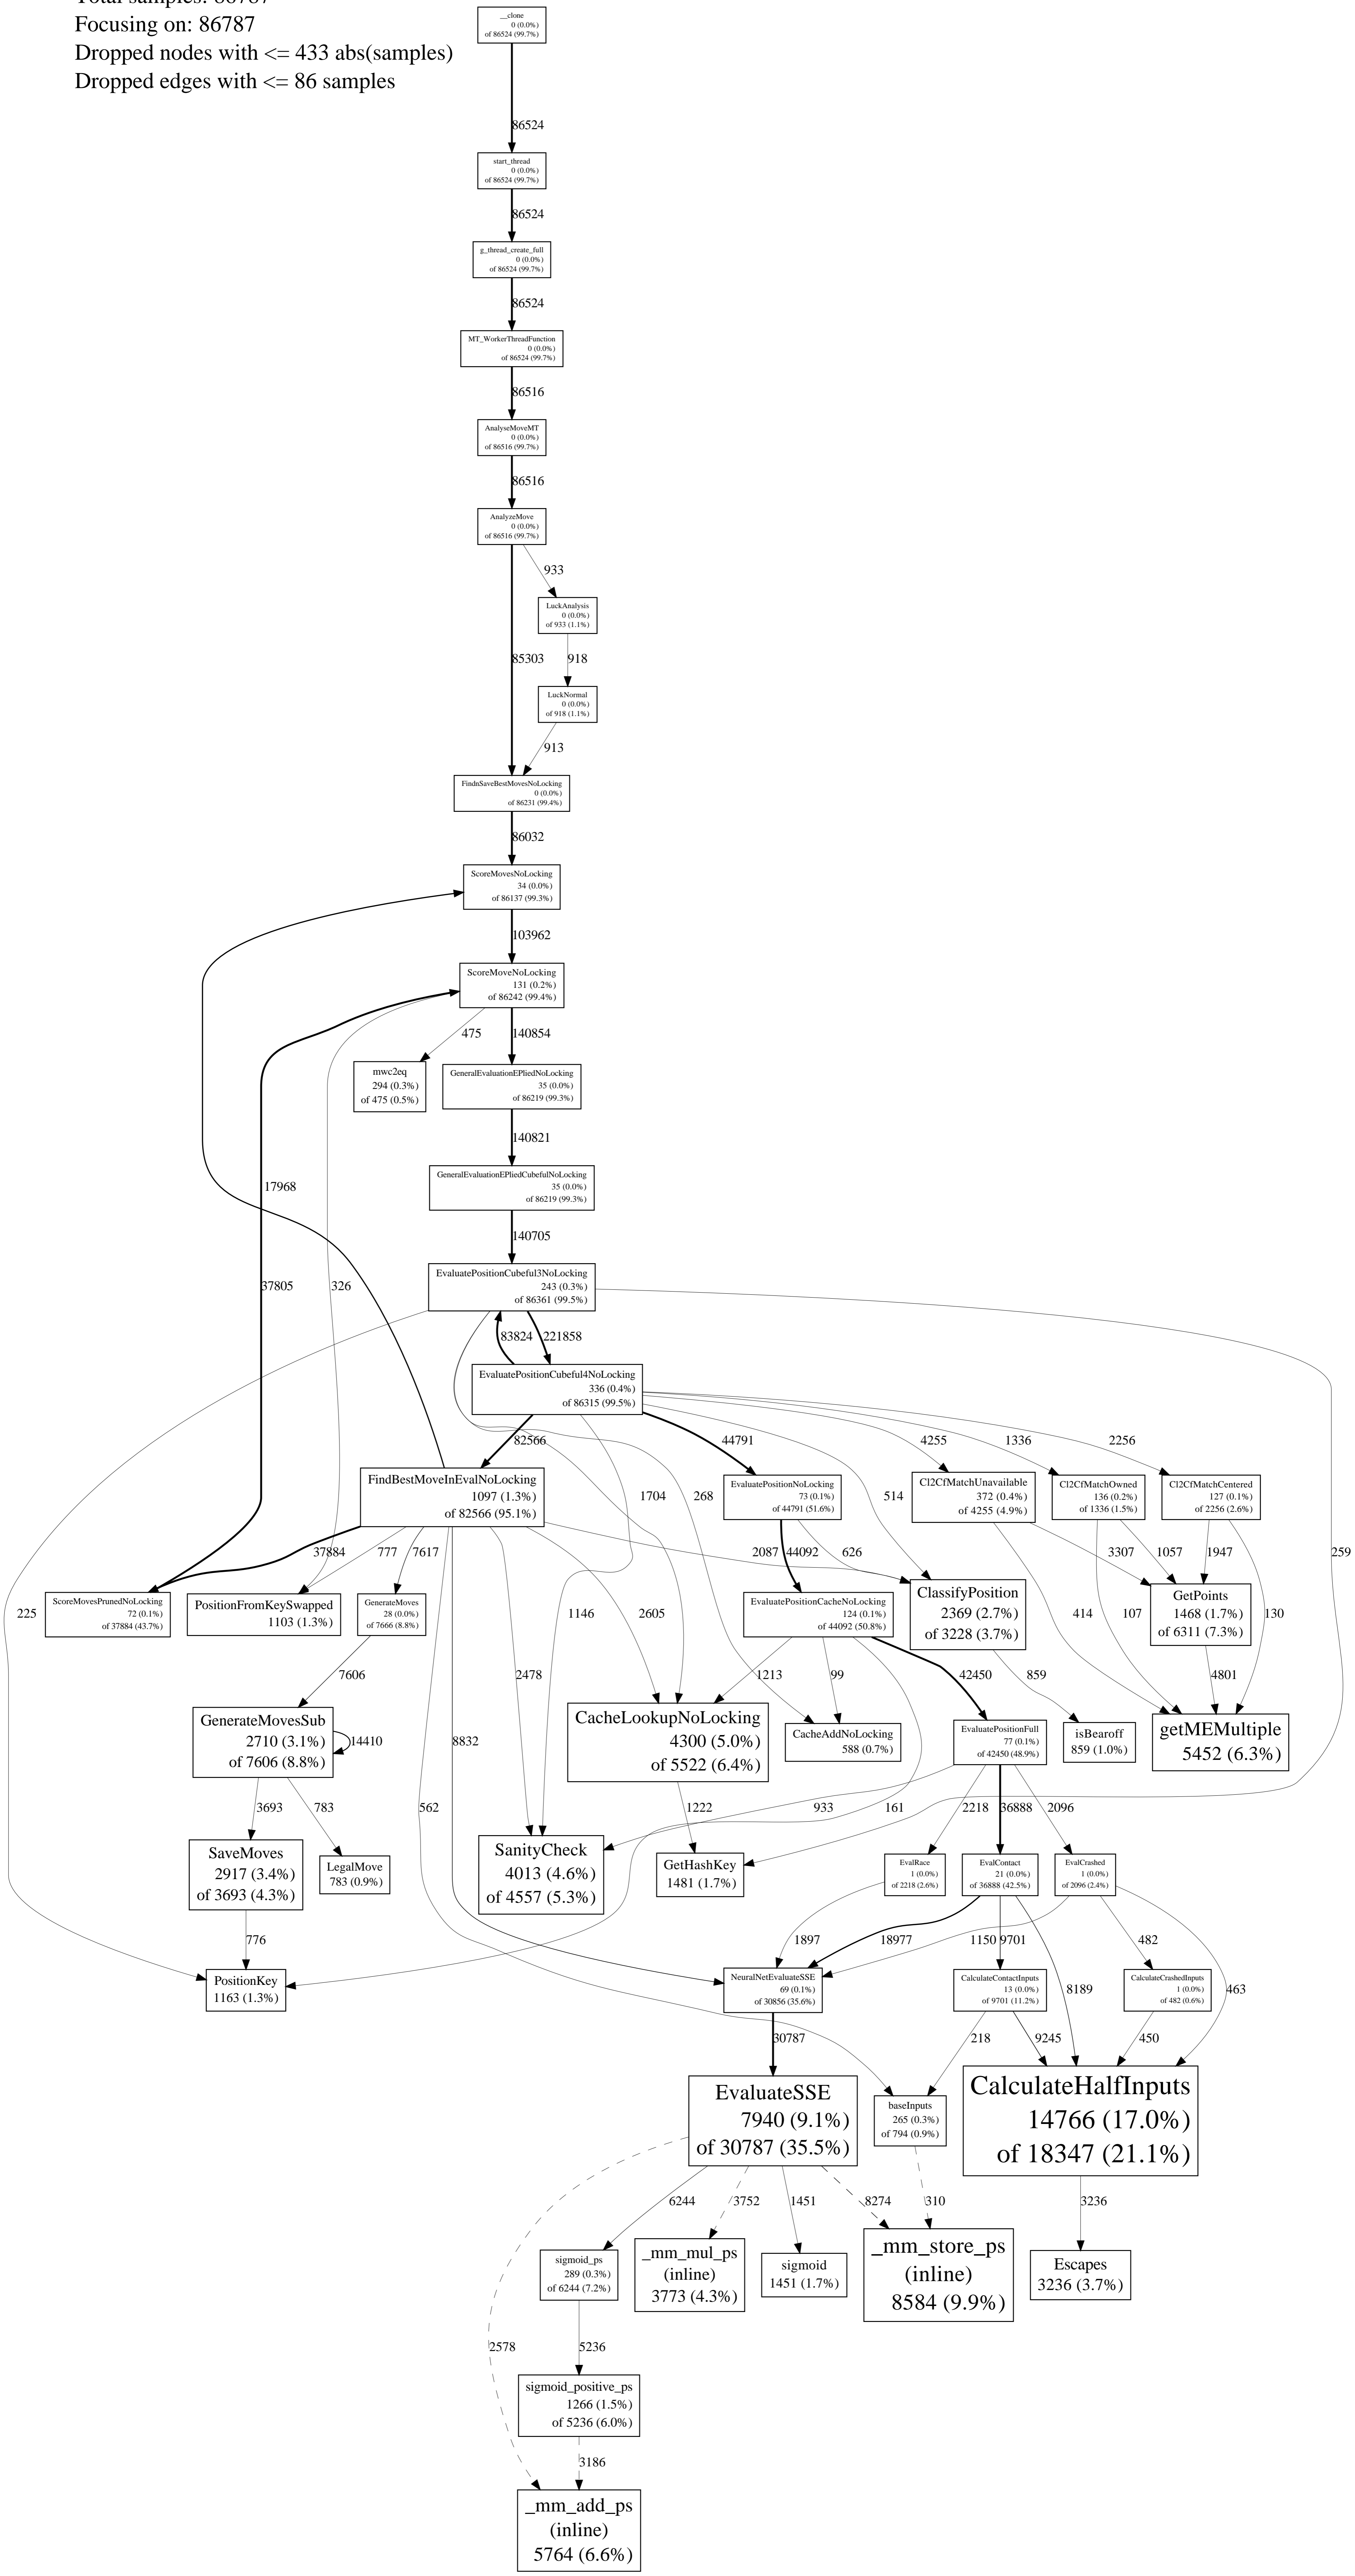 Total samples: 86787
Focusing on: 86787
Dropped nodes with <= 433 abs(samples)
Dropped edges with <= 86 samples
__clone
0 (0.0%)
of 86524 (99.7%)
86524
start_thread
0 (0.0%)
of 86524 (99.7%)
86524
g_thread_create_full
0 (0.0%)
of 86524 (99.7%)
86524
MT_WorkerThreadFunction
0 (0.0%)
of 86524 (99.7%)
86516
AnalyseMoveMT
0 (0.0%)
of 86516 (99.7%)
86516
AnalyzeMove
0 (0.0%)
of 86516 (99.7%)
933
LuckAnalysis
0 (0.0%)
of 933 (1.1%)
85303
918
LuckNormal
0 (0.0%)
of 918 (1.1%)
913
FindnSaveBestMovesNoLocking
0 (0.0%)
of 86231 (99.4%)
86032
ScoreMovesNoLocking
34 (0.0%)
of 86137 (99.3%)
103962
ScoreMoveNoLocking
131 (0.2%)
of 86242 (99.4%)
475
140854
mwc2eq
294 (0.3%)
of 475 (0.5%)
GeneralEvaluationEPliedNoLocking
35 (0.0%)
of 86219 (99.3%)
140821
GeneralEvaluationEPliedCubefulNoLocking
35 (0.0%)
of 86219 (99.3%)
17968
140705
37805
326
EvaluatePositionCubeful3NoLocking
243 (0.3%)
of 86361 (99.5%)
83824
221858
EvaluatePositionCubeful4NoLocking
336 (0.4%)
of 86315 (99.5%)
82566
44791
4255
1336
2256
FindBestMoveInEvalNoLocking
1097 (1.3%)
of 82566 (95.1%)
1704
268
EvaluatePositionNoLocking
73 (0.1%)
of 44791 (51.6%)
514
Cl2CfMatchUnavailable
372 (0.4%)
of 4255 (4.9%)
Cl2CfMatchOwned
136 (0.2%)
of 1336 (1.5%)
Cl2CfMatchCentered
127 (0.1%)
of 2256 (2.6%)
37884
777
7617
2087
44092
626
3307
1057
1947
259
225
ScoreMovesPrunedNoLocking
72 (0.1%)
of 37884 (43.7%)
PositionFromKeySwapped
1103 (1.3%)
GenerateMoves
28 (0.0%)
of 7666 (8.8%)
1146
2605
EvaluatePositionCacheNoLocking
124 (0.1%)
of 44092 (50.8%)
ClassifyPosition
2369 (2.7%)
of 3228 (3.7%)
414
107
GetPoints
1468 (1.7%)
of 6311 (7.3%)
130
7606
2478
1213
99
42450
859
4801
GenerateMovesSub
2710 (3.1%)
of 7606 (8.8%)
14410
8832
CacheLookupNoLocking
4300 (5.0%)
of 5522 (6.4%)
CacheAddNoLocking
588 (0.7%)
EvaluatePositionFull
77 (0.1%)
of 42450 (48.9%)
isBearoff
859 (1.0%)
getMEMultiple
5452 (6.3%)
3693
783
562
1222
933
161
2218
36888
2096
SaveMoves
2917 (3.4%)
of 3693 (4.3%)
LegalMove
783 (0.9%)
SanityCheck
4013 (4.6%)
of 4557 (5.3%)
GetHashKey
1481 (1.7%)
EvalRace
1 (0.0%)
of 2218 (2.6%)
EvalContact
21 (0.0%)
of 36888 (42.5%)
EvalCrashed
1 (0.0%)
of 2096 (2.4%)
776
1897
18977
1150
9701
482
PositionKey
1163 (1.3%)
NeuralNetEvaluateSSE
69 (0.1%)
of 30856 (35.6%)
CalculateContactInputs
13 (0.0%)
of 9701 (11.2%)
8189
CalculateCrashedInputs
1 (0.0%)
of 482 (0.6%)
463
30787
218
9245
450
EvaluateSSE
7940 (9.1%)
of 30787 (35.5%)
baseInputs
265 (0.3%)
of 794 (0.9%)
CalculateHalfInputs
14766 (17.0%)
of 18347 (21.1%)
6244
3752
1451
8274
310
3236
sigmoid_ps
289 (0.3%)
of 6244 (7.2%)
_mm_mul_ps
(inline)
3773 (4.3%)
sigmoid
1451 (1.7%)
_mm_store_ps
(inline)
8584 (9.9%)
Escapes
3236 (3.7%)
2578
5236
sigmoid_positive_ps
1266 (1.5%)
of 5236 (6.0%)
3186
_mm_add_ps
(inline)
5764 (6.6%)